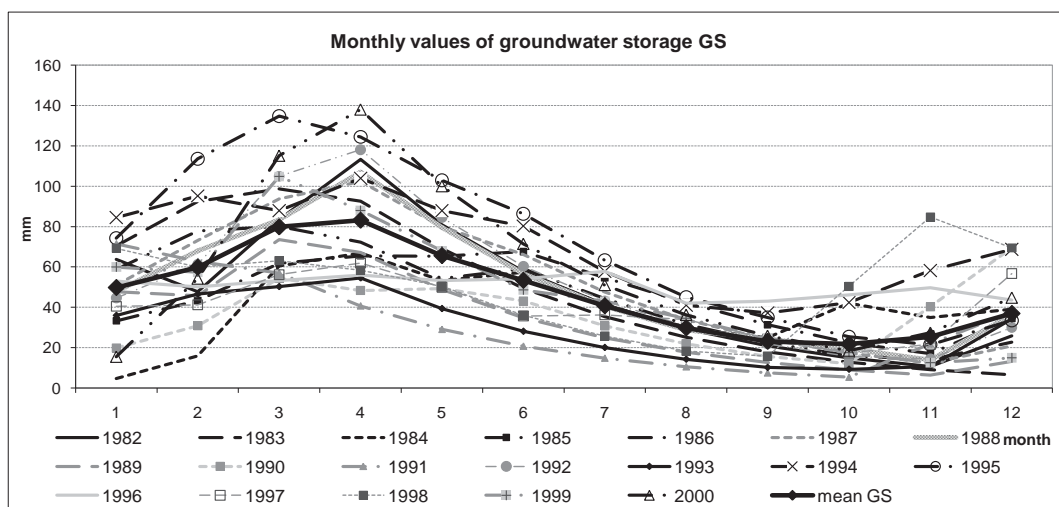 Monthly values of groundwater storage GS
160
140
120
100
80
60
40
20
0
mm
1 2 3 4 5 6 7 8 9 10 11 12
month
1982 1983 1984 1985 1986 1987 1988
1989 1990 1991 1992 1993 1994 1995
1996 1997 1998 1999 2000 mean GS